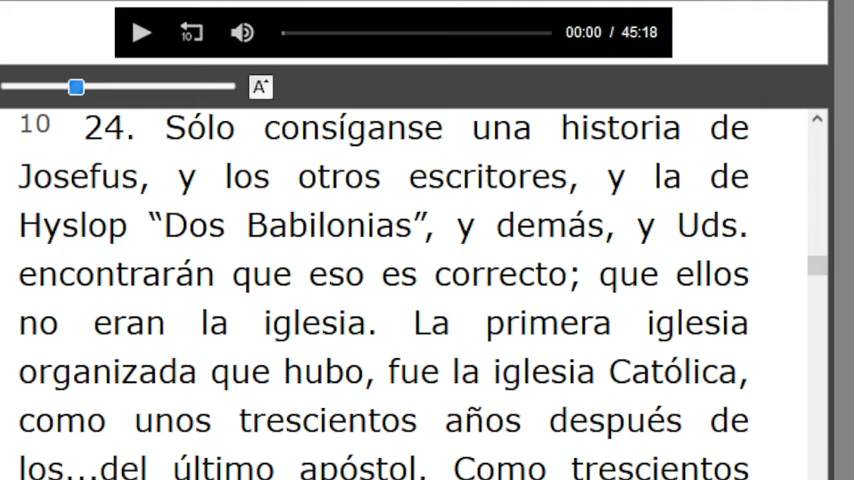 10
00:00 / 45:18
A
10 24. Sólo consíganse una historia de
Josefus, y los otros escritores, y la de
Hyslop “Dos Babilonias”, y demás, y Uds.
encontrarán que eso es correcto; que ellos
no eran la iglesia. La primera iglesia
organizada que hubo, fue la iglesia Católica,
como unos trescientos años después de
los...del último apóstol. Como trescientos